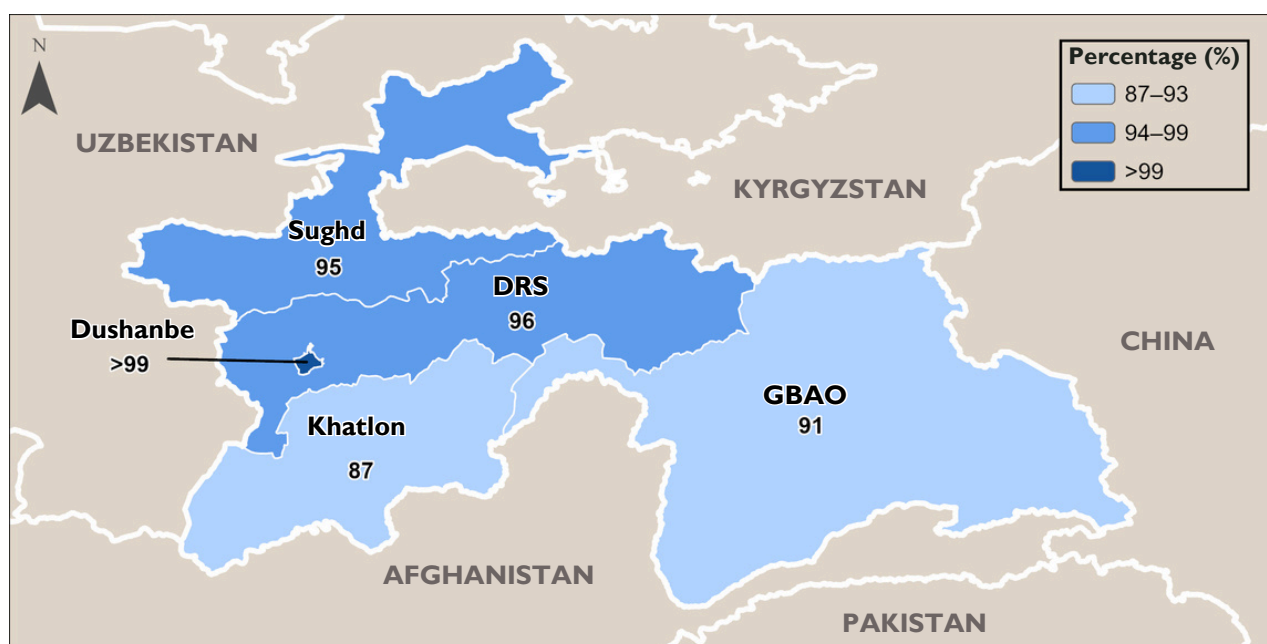 N
Percentage (%)
87–93
94–99
>99
UZBEKISTAN
KYRGYZSTAN
Sughd
95
DRS
96
Dushanbe
>99
CHINA
GBAO
91
Khatlon
87
AFGHANISTAN
PAKISTAN